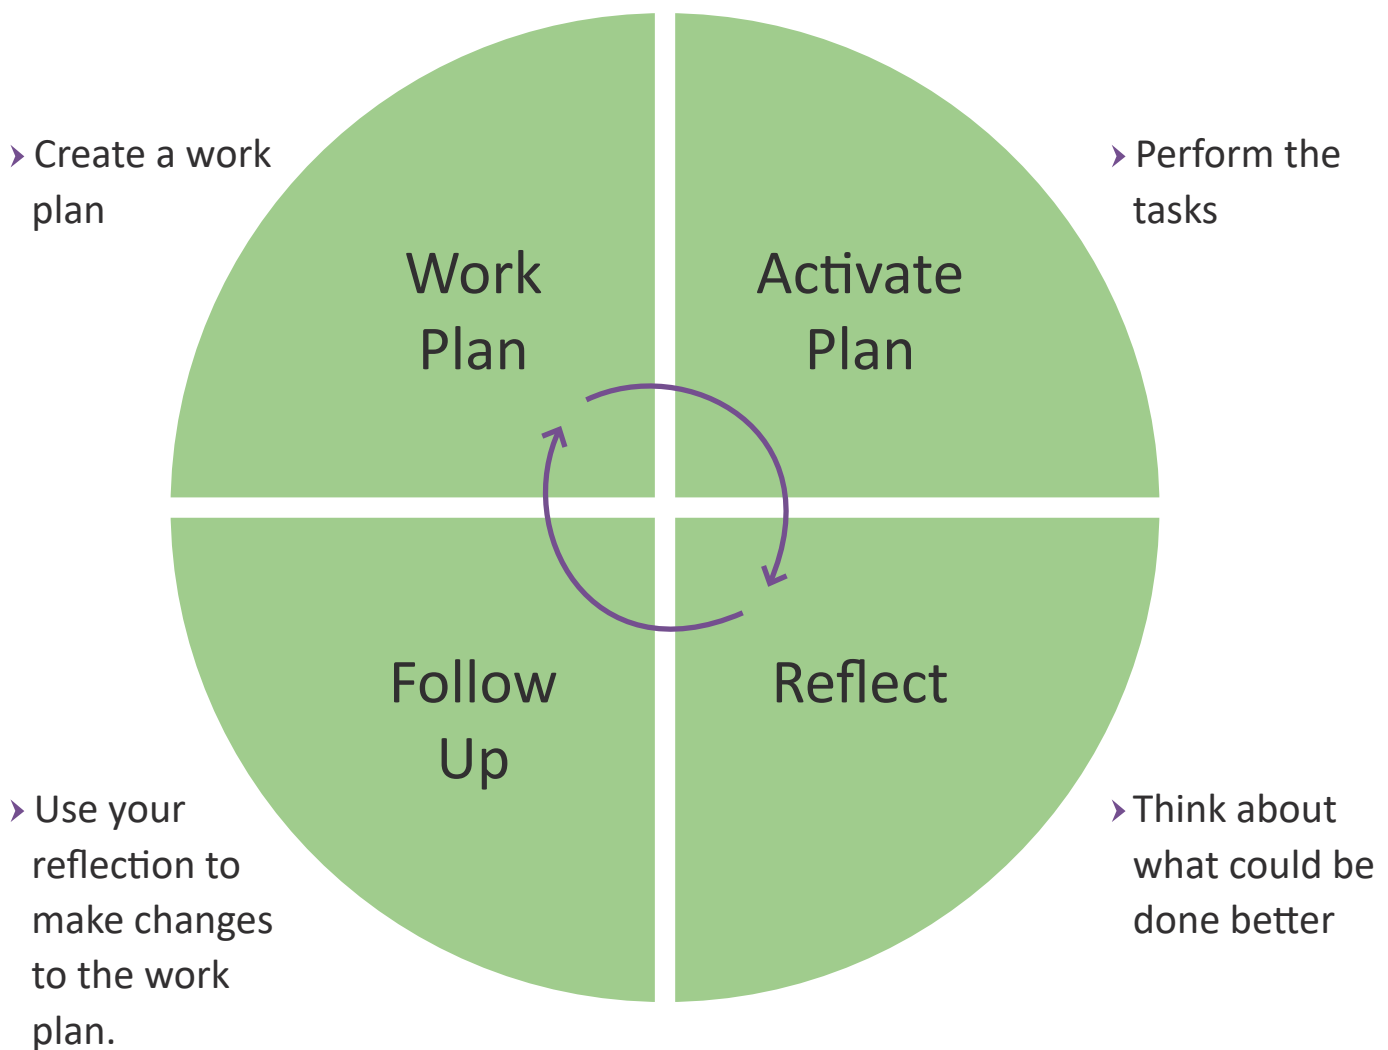 Create a work
plan
Perform the
tasks
Work
Plan
Activate
Plan
Follow
Up
Reflect
Use your
reflection to
make changes
to the work
plan.
Think about
what could be
done better